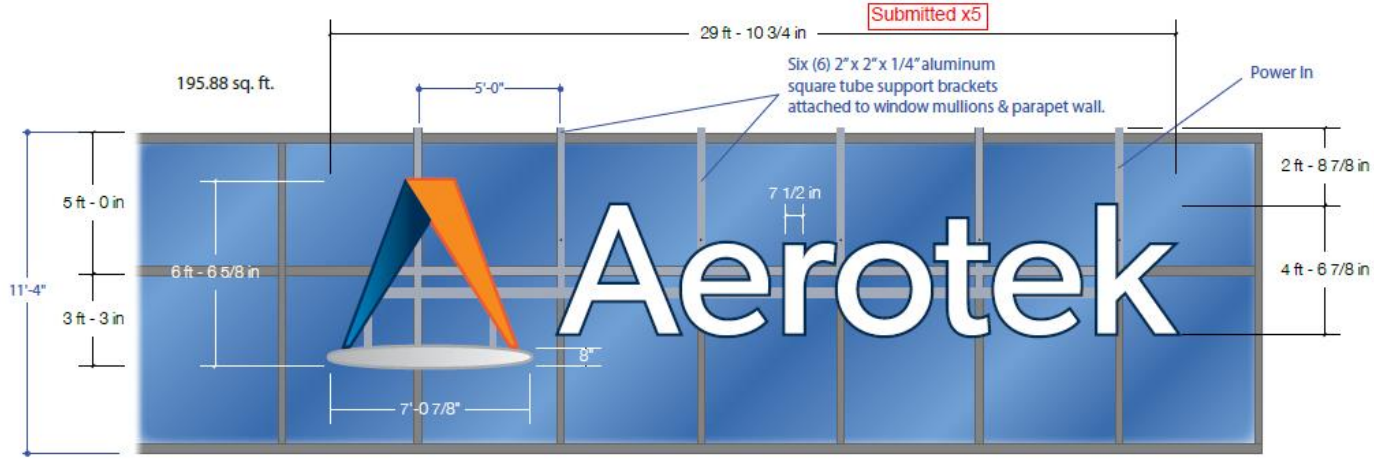 Submitted x5
29 ft - 10 3/4 in
195.88 sq. ft.
5'-0"
Six (6) 2" x 2" x 1/4" aluminum
square tube support brackets
attached to window mullions & parapet wall.
Power In
11'-4"
5 ft - 0 in
3 ft - 3 in
6 ft - 6 5/8 in
7 1/2 in
Aerotek
2 ft - 8 7/8 in
4 ft - 6 7/8 in
8"
7'-0 7/8"